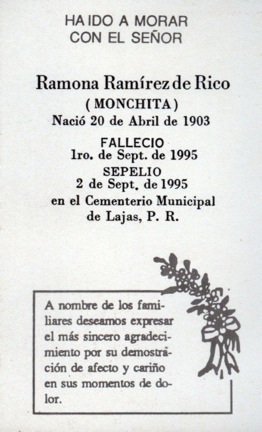 HA IDO A MORAR
CON EL SEÑOR
Ramona Ramírez de Rico
(MONCHITA)
Nació 20 de Abril de 1903
FALLECIO
1ro. de Sept. de 1995
SEPELIO
2 de Sept. de 1995
en el Cementerio Municipal
de Lajas, P. R.
A nombre de los fami-
liares deseamos expresar
el más sincero agradeci-
miento por su demostra-
ción de afecto y cariño
en sus momentos de do-
lor.